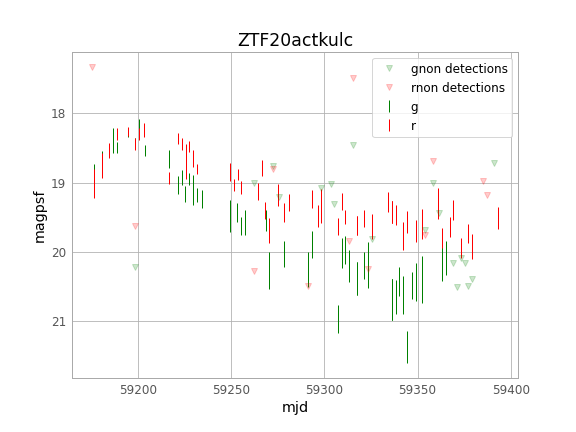 ZTF20actkulc
gnon detections
rnon detections
g
r
18
19
20
21
magpsf
59200
59250
59300
59350
59400
mjd